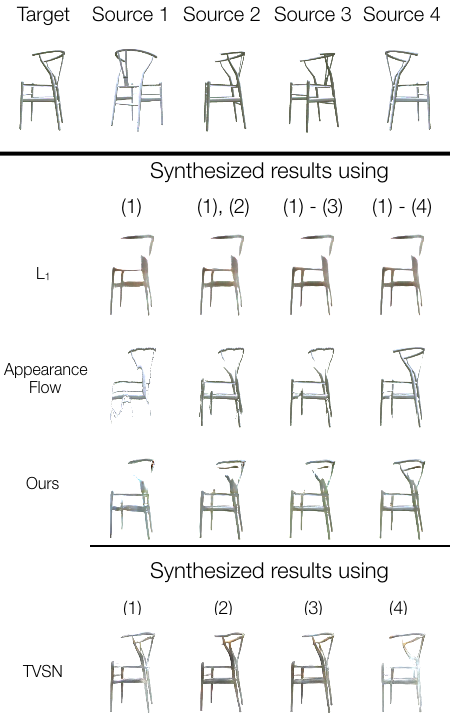 Target Source 1 Source 2 Source 3 Source 4
Synthesized results using
(1) (1), (2) (1) - (3) (1) - (4)
L₁
Appearance
Flow
Ours
Synthesized results using
(1) (2) (3) (4)
TVSN